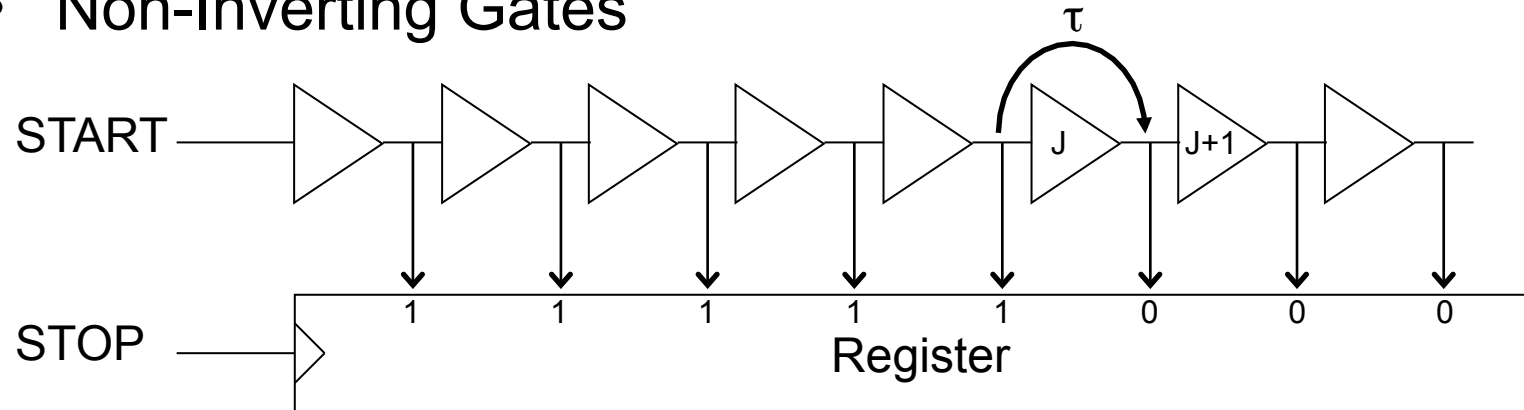 • Non-Inverting Gates
τ
START
J J+1
1 1 1 1 1 0 0 0
STOP
Register